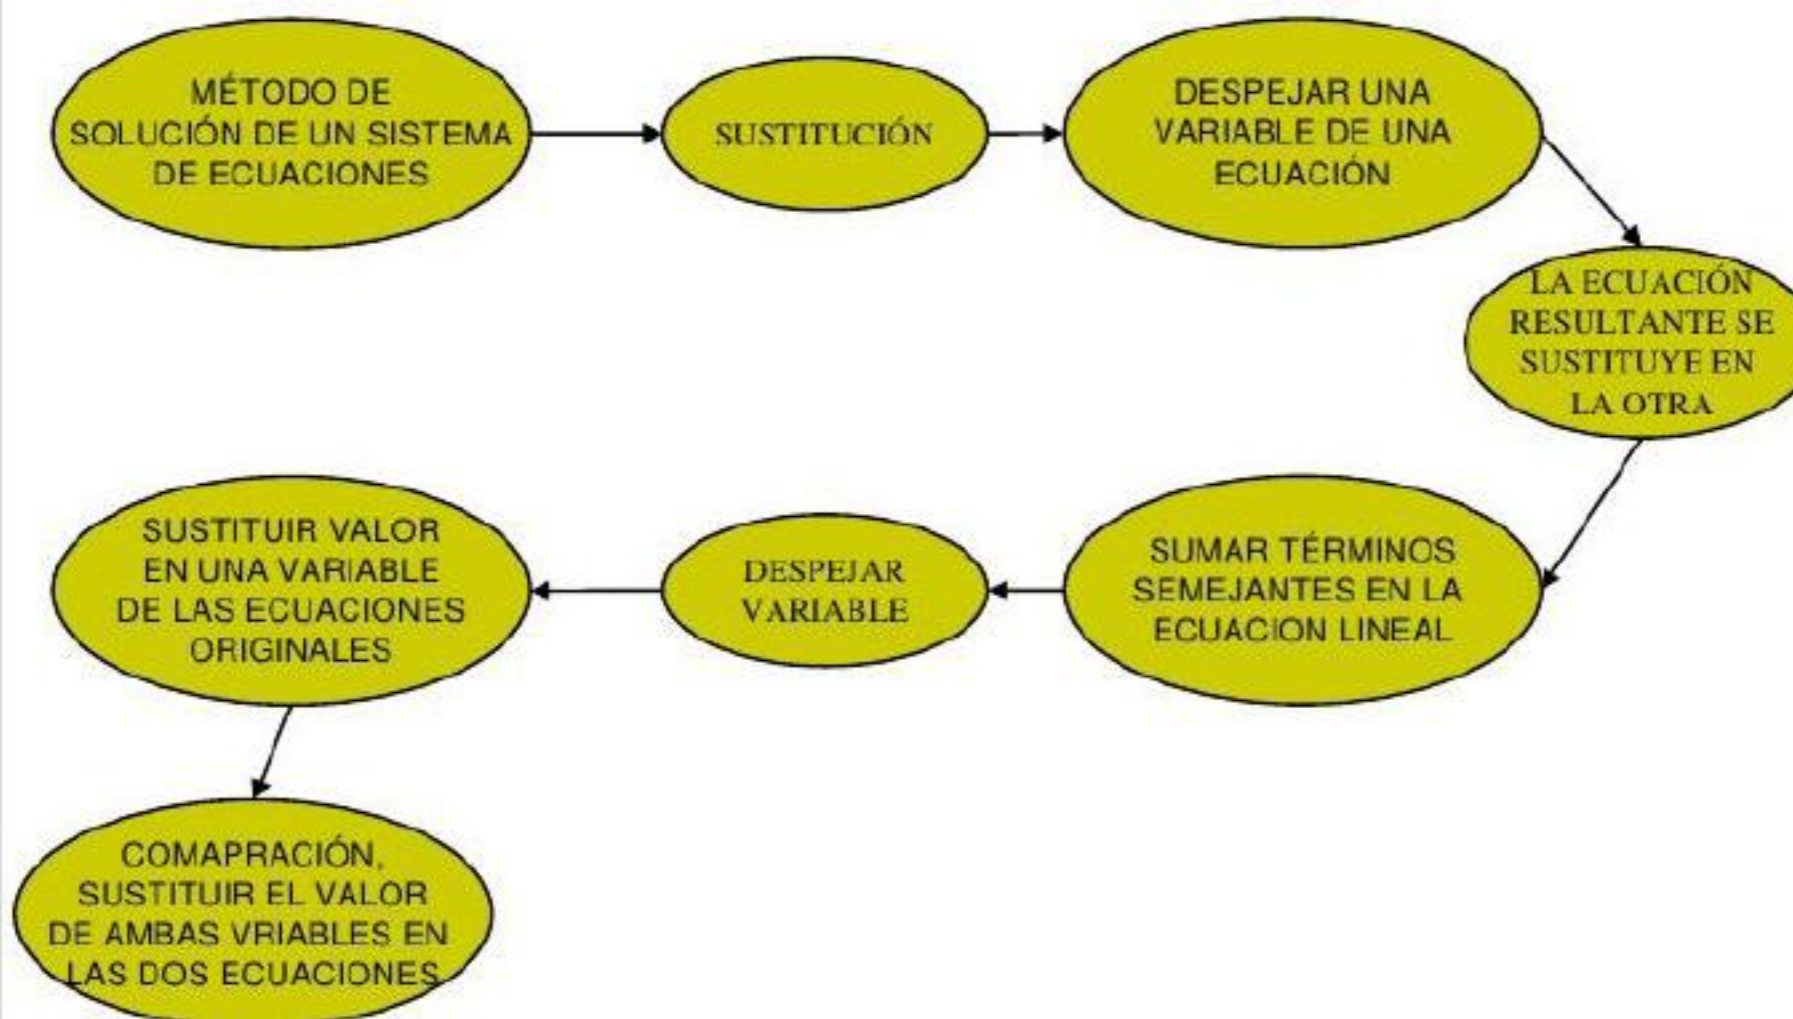 MÉTODO DE
SOLUCIÓN DE UN SISTEMA
DE ECUACIONES
SUSTITUCIÓN
DESPEJAR UNA
VARIABLE DE UNA
ECUACIÓN
LA ECUACIÓN
RESULTANTE SE
SUSTITUYE EN
LA OTRA
SUMAR TÉRMINOS
SEMEJANTES EN LA
ECUACION LINEAL
DESPEJAR
VARIABLE
SUSTITUIR VALOR
EN UNA VARIABLE
DE LAS ECUACIONES
ORIGINALES
COMAPRACIÓN,
SUSTITUIR EL VALOR
DE AMBAS VRIABLES EN
LAS DOS ECUACIONES